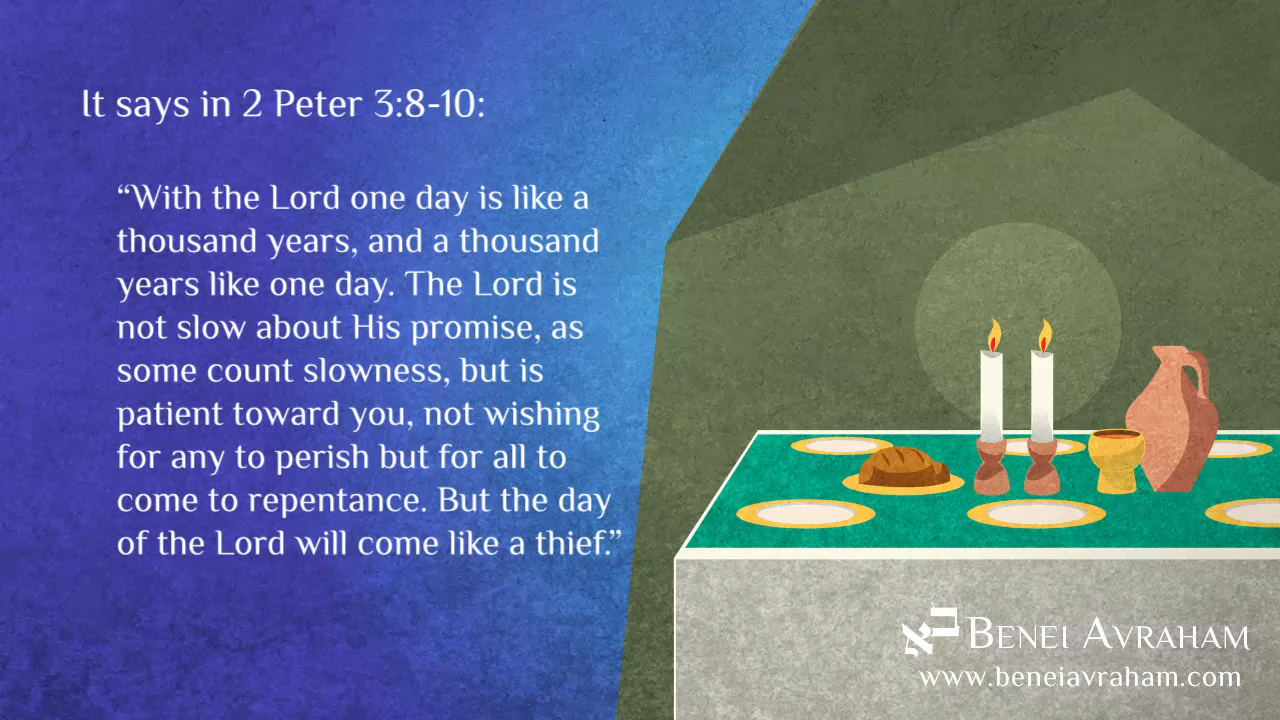 It says in 2 Peter 3:8-10:
“With the Lord one day is like a
thousand years, and a thousand
years like one day. The Lord is
not slow about His promise, as
some count slowness, but is
patient toward you, not wishing
for any to perish but for all to
come to repentance. But the day
of the Lord will come like a thief.”
אב Benei Avraham
www.beneiavraham.com